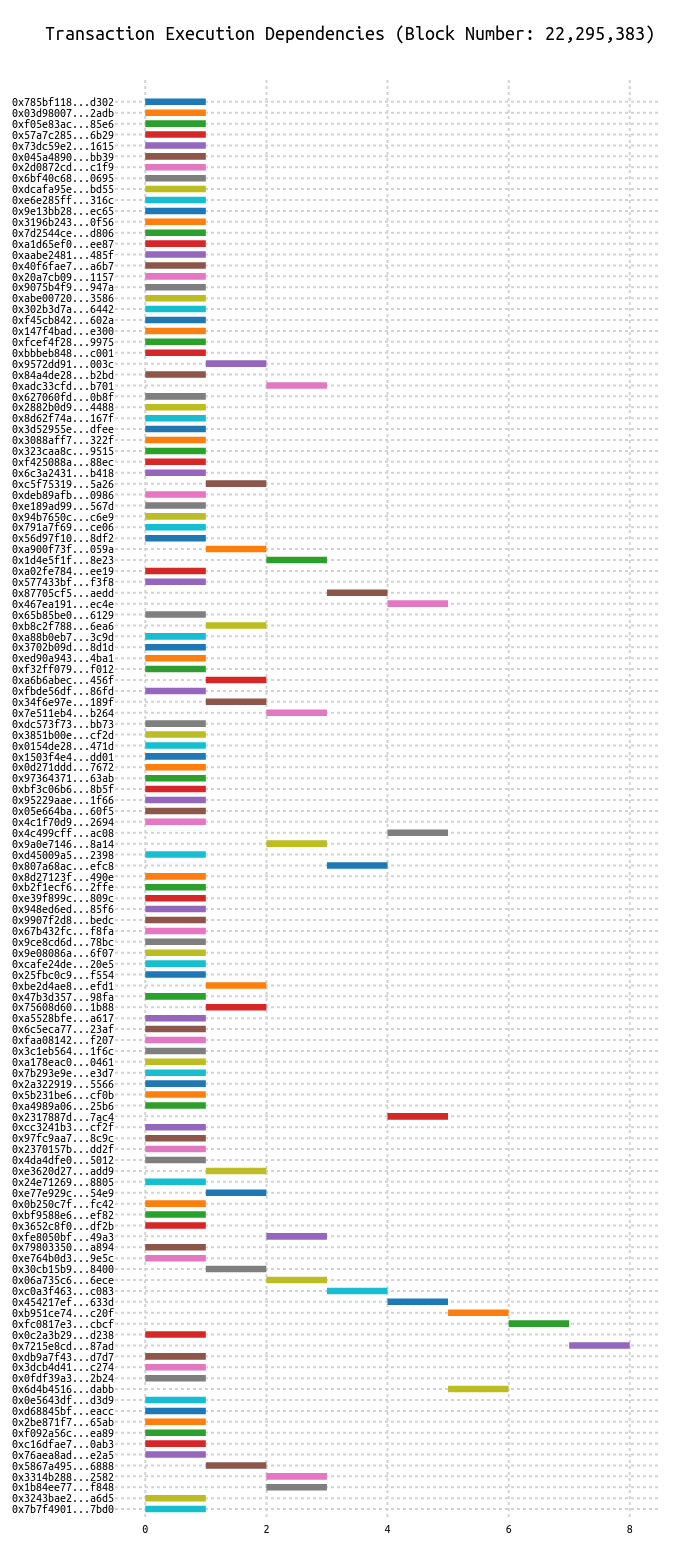 Transaction Execution Dependencies (Block Number: 22,295,383)
0x785bf118...d302
0x03d98007...2adb
0xf05e83ac...85e6
0x57a7c285...6b29
0x73dc59e2...1615
0x045a4890...bb39
0x2d0872cd...c1f9
0x6bf40c68...0695
0xdcafa95e...bd55
0xe6e285ff...316c
0x9e13bb28...ec65
0x3196b243...0f56
0x7d2544ce...d806
0xa1d65ef0...ee87
0xaabe2481...485f
0x40f6fae7...a6b7
0x20a7cb09...1157
0x9075b4f9...947a
0xabe00720...3586
0x302b3d7a...6442
0xf45cb842...602a
0x147f4bad...e300
0xfcef4f28...9975
0xbbbeb848...c001
0x9572dd91...003c
0x84a4de28...b2bd
0xadc33cfd...b701
0x627060fd...0b8f
0x2882b0d9...4488
0x8d62f74a...167f
0x3d52955e...dfee
0x3088aff7...322f
0x323caa8c...9515
0xf425088a...88ec
0x6c3a2431...b418
0xc5f75319...5a26
0xdeb89afb...0986
0xe189ad99...567d
0x94b7650c...c6e9
0x791a7f69...ce06
0x56d97f10...8df2
0xa900f73f...059a
0x1d4e5f1f...8e23
0xa02fe784...ee19
0x577433bf...f3f8
0x87705cf5...aedd
0x467ea191...ec4e
0x65b85be0...6129
0xb8c2f788...6ea6
0xa88b0eb7...3c9d
0x3702b09d...8d1d
0xed90a943...4ba1
0xf32ff079...f012
0xa6b6abec...456f
0xfbde56df...86fd
0x34f6e97e...189f
0x7e511eb4...b264
0xdc573f73...bb73
0x3851b00e...cf2d
0x0154de28...471d
0x1503f4e4...dd01
0x0d271ddd...7672
0x97364371...63ab
0xbf3c06b6...8b5f
0x95229aae...1f66
0x05e664ba...60f5
0x4c1f70d9...2694
0x4c499cff...ac08
0x9a0e7146...8a14
0xd45009a5...2398
0x807a68ac...efc8
0x8d27123f...490e
0xb2f1ecf6...2ffe
0xe39f899c...809c
0x948ed6ed...85f6
0x9907f2d8...bedc
0x67b432fc...f8fa
0x9ce8cd6d...78bc
0x9e08086a...6f07
0xcafe24de...20e5
0x25fbc0c9...f554
0xbe2d4ae8...efd1
0x47b3d357...98fa
0x75608d60...1b88
0xa5528bfe...a617
0x6c5eca77...23af
0xfaa08142...f207
0x3c1eb564...1f6c
0xa178eac0...0461
0x7b293e9e...e3d7
0x2a322919...5566
0x5b231be6...cf0b
0xa4989a06...25b6
0x2317887d...7ac4
0xcc3241b3...cf2f
0x97fc9aa7...8c9c
0x2370157b...dd2f
0x4da4dfe0...5012
0xe3620d27...add9
0x24e71269...8805
0xe77e929c...54e9
0x0b250c7f...fc42
0xbf9588e6...ef82
0x3652c8f0...df2b
0xfe8050bf...49a3
0x79803350...a894
0xe764b0d3...9e5c
0x30cb15b9...8400
0x06a735c6...6ece
0xc0a3f463...c083
0x454217ef...633d
0xb951ce74...c20f
0xfc0817e3...cbcf
0x0c2a3b29...d238
0x7215e8cd...87ad
0xdb9a7f43...d7d7
0x3dcb4d41...c274
0x0fdf39a3...2b24
0x6d4b4516...dabb
0x0e5643df...d3d9
0xd68845bf...eacc
0x2be871f7...65ab
0xf092a56c...ea89
0xc16dfae7...0ab3
0x76aea8ad...e2a5
0x5867a495...6888
0x3314b288...2582
0x1b84ee77...f848
0x3243bae2...a6d5
0x7b7f4901...7bd0
0 2 4 6 8